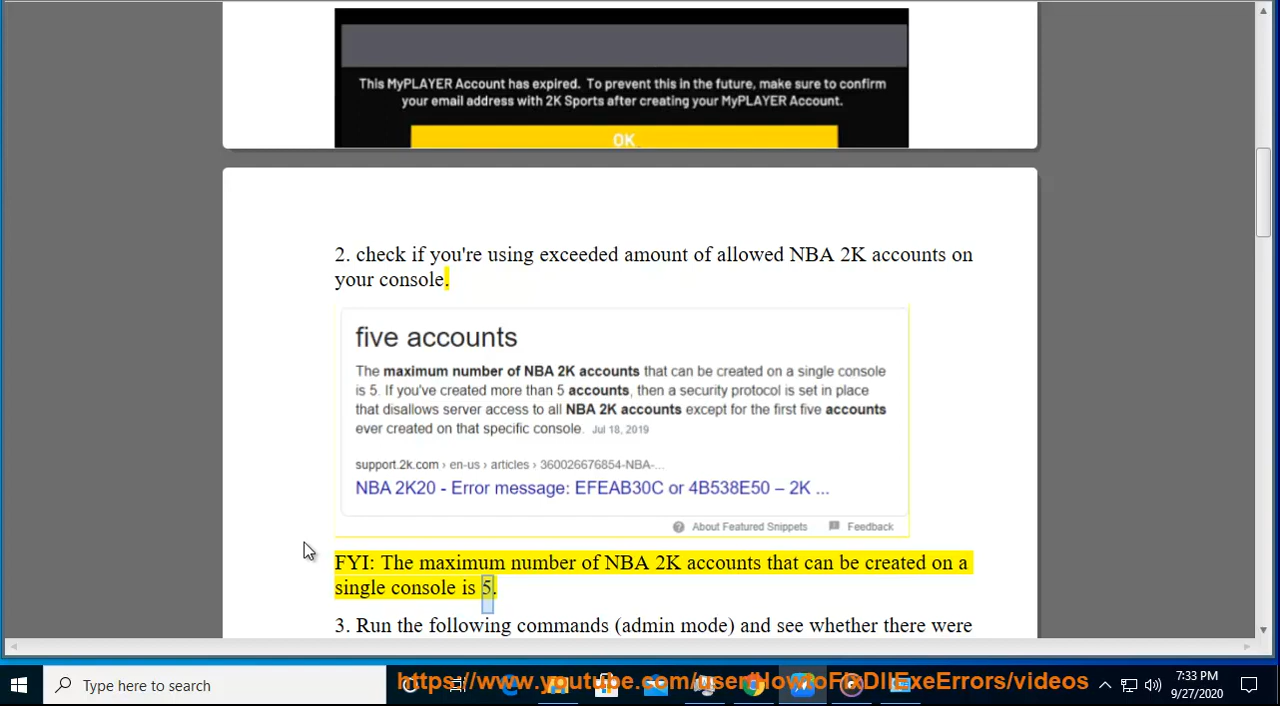 This MyPLAYER Account has expired. To prevent this in the future, make sure to confirm
your email address with 2K Sports after creating your MyPLAYER Account.
OK
2. check if you're using exceeded amount of allowed NBA 2K accounts on
your console.
five accounts
The maximum number of NBA 2K accounts that can be created on a single console
is 5. If you've created more than 5 accounts, then a security protocol is set in place
that disallows server access to all NBA 2K accounts except for the first five accounts
ever created on that specific console. Jul 18, 2019
support.2k.com › en-us › articles › 360026676854-NBA-...
NBA 2K20 - Error message: EFEAB30C or 4B538E50 – 2K ...
About Featured Snippets Feedback
FYI: The maximum number of NBA 2K accounts that can be created on a
single console is 5.
3. Run the following commands (admin mode) and see whether there were
Type here to search
https://www.youtube.com/user/HowtoFixDllExeErrors/videos
7:33 PM
9/27/2020